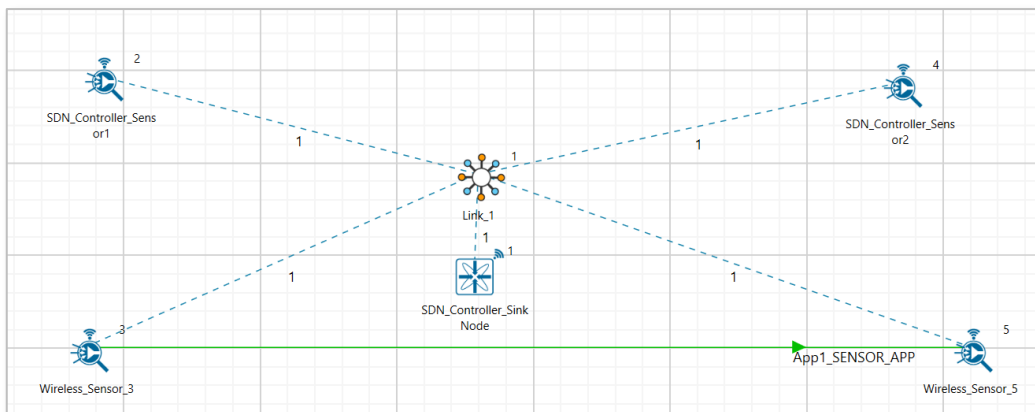 2
4
SDN_Controller_Sens
or1
SDN_Controller_Sens
or2
1
1
1
Link_1
1
1
SDN_Controller_Sink
Node
1
1
3
5
App1_SENSOR_APP
Wireless_Sensor_3
Wireless_Sensor_5